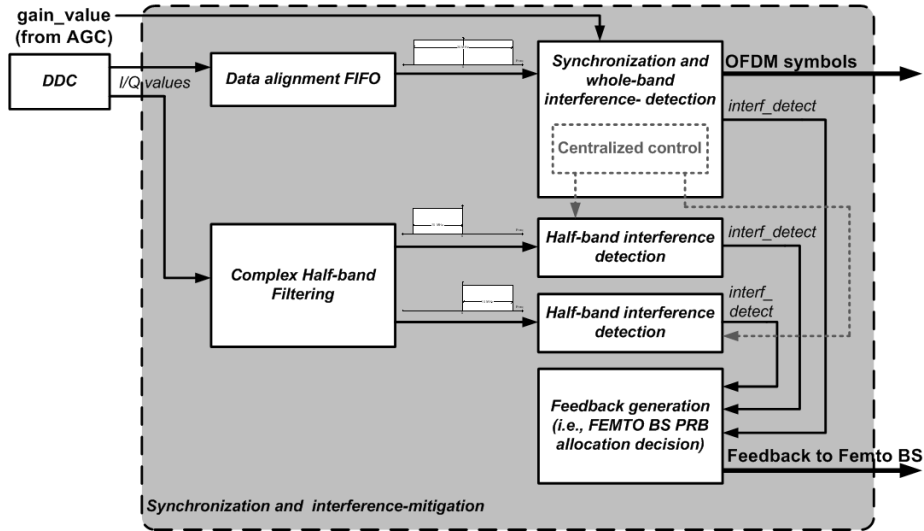 gain_value
(from AGC)
DDC
I/Q values
Data alignment FIFO
Synchronization and
whole-band
interference- detection
Centralized control
OFDM symbols
interf_detect
Complex Half-band
Filtering
Half-band interference
detection
interf_detect
Half-band interference
detection
interf_
detect
Feedback generation
(i.e., FEMTO BS PRB
allocation decision)
Feedback to Femto BS
Synchronization and interference-mitigation